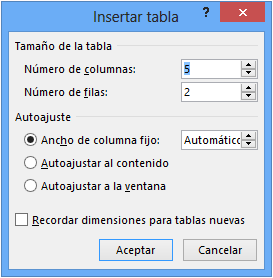 Insertar tabla
Tamaño de la tabla
Número de columnas: 5
Número de filas: 2
Autoajuste
Ancho de columna fijo: Automático
Autoajustar al contenido
Autoajustar a la ventana
Recordar dimensiones para tablas nuevas
Aceptar Cancelar